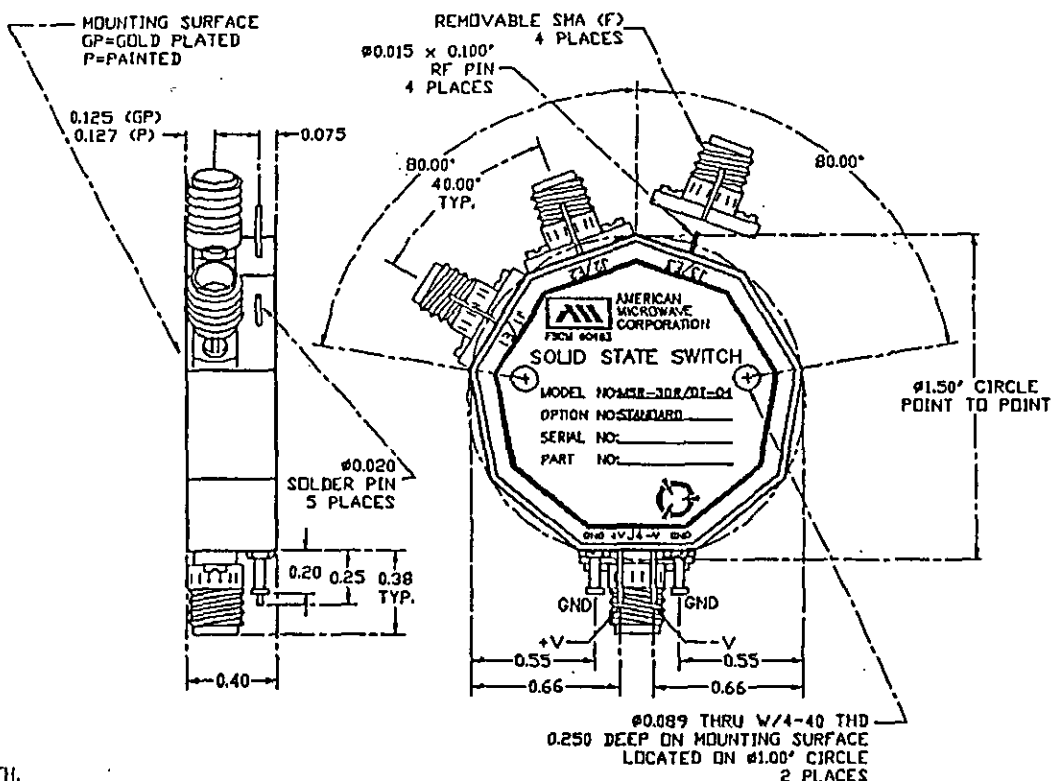 MOUNTING SURFACE
GP=GOLD PLATED
P=PAINTED
REMOVABLE SMA (F)
4 PLACES
ø0.015 x 0.100"
RF PIN
4 PLACES
0.125 (GP)
0.127 (P)
0.075
80.00°
40.00°
TYP.
80.00°
AMERICAN
MICROWAVE
CORPORATION
SOLID STATE SWITCH
MODEL NO:
OPTION NO:STANDARD
SERIAL NO:
PART NO:
ø1.50" CIRCLE
POINT TO POINT
ø0.020
SOLDER PIN
5 PLACES
GND +V J4 -V GND
0.20
0.25
0.38
TYP.
GND
GND
+V
-V
0.55
0.55
0.40
0.66
0.66
ø0.089 THRU W/4-40 THD
0.250 DEEP ON MOUNTING SURFACE
LOCATED ON ø1.00" CIRCLE
2 PLACES